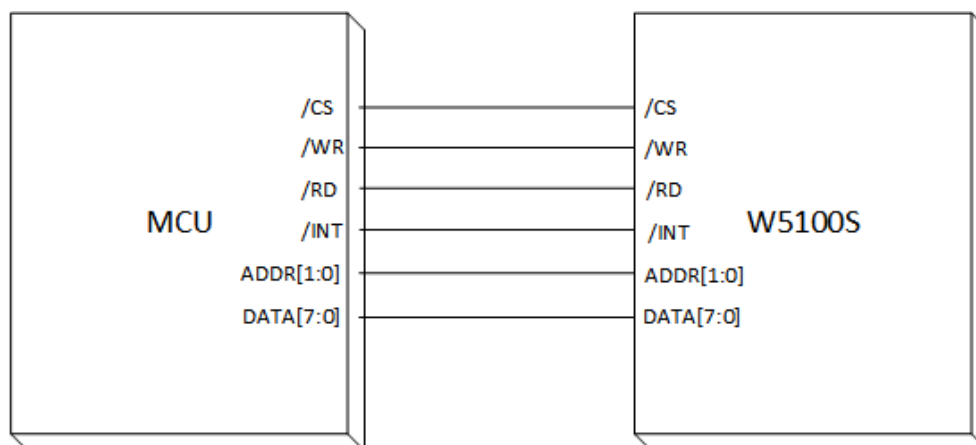 /CS
/WR
/RD
/INT
ADDR[1:0]
DATA[7:0]
MCU
/CS
/WR
/RD
/INT
ADDR[1:0]
DATA[7:0]
W5100S